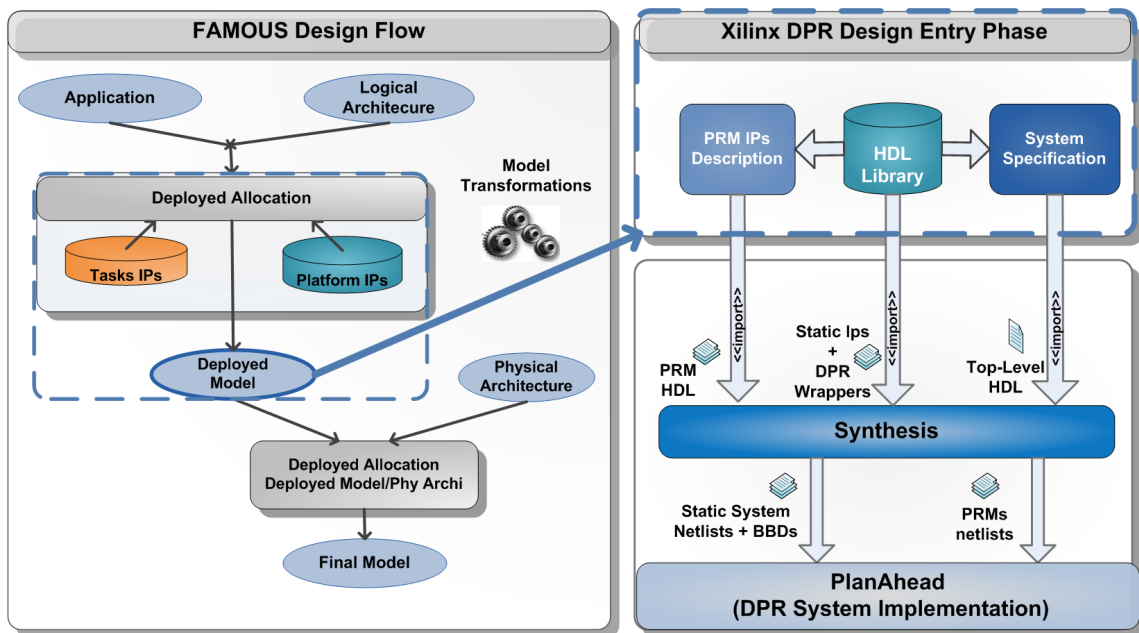 FAMOUS Design Flow
Application
Logical
Architecure
Deployed Allocation
Tasks IPs
Platform IPs
Model
Transformations
Deployed
Model
Physical
Architecture
Deployed Allocation
Deployed Model/Phy Archi
Final Model
Xilinx DPR Design Entry Phase
PRM IPs
Description
HDL
Library
System
Specification
<<import>>
<<import>>
<<import>>
PRM
HDL
Static Ips
+
DPR
Wrappers
Top-Level
HDL
Synthesis
Static System
Netlists + BBDs
PRMs
netlists
PlanAhead
(DPR System Implementation)